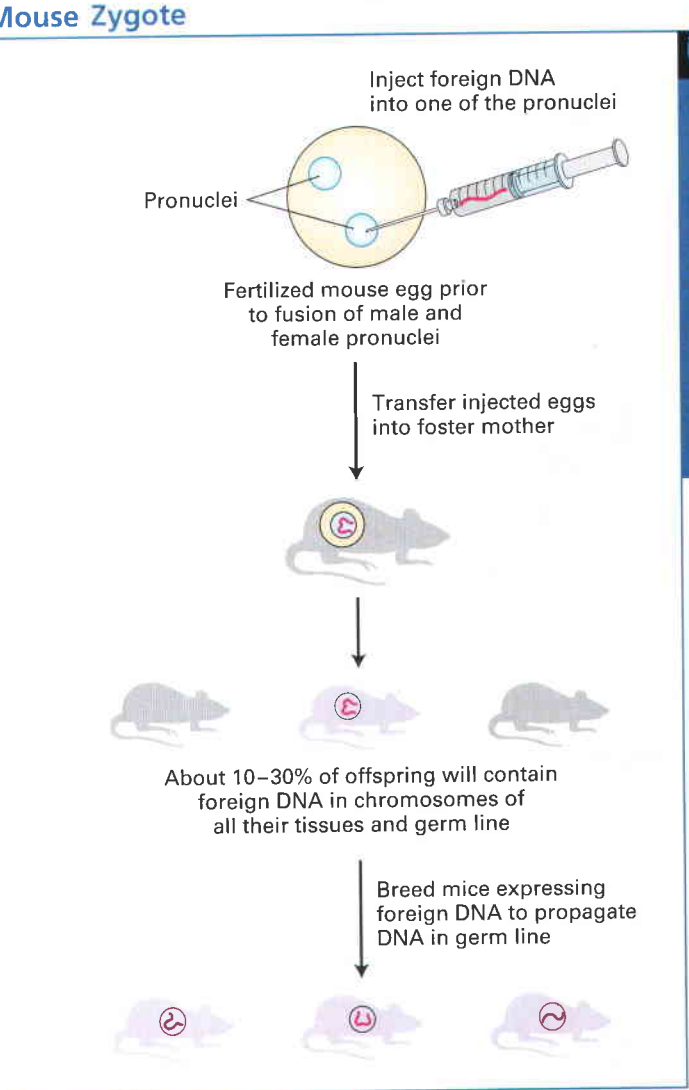 Mouse Zygote
Inject foreign DNA
into one of the pronuclei
Pronuclei
Fertilized mouse egg prior
to fusion of male and
female pronuclei
Transfer injected eggs
into foster mother
About 10–30% of offspring will contain
foreign DNA in chromosomes of
all their tissues and germ line
Breed mice expressing
foreign DNA to propagate
DNA in germ line